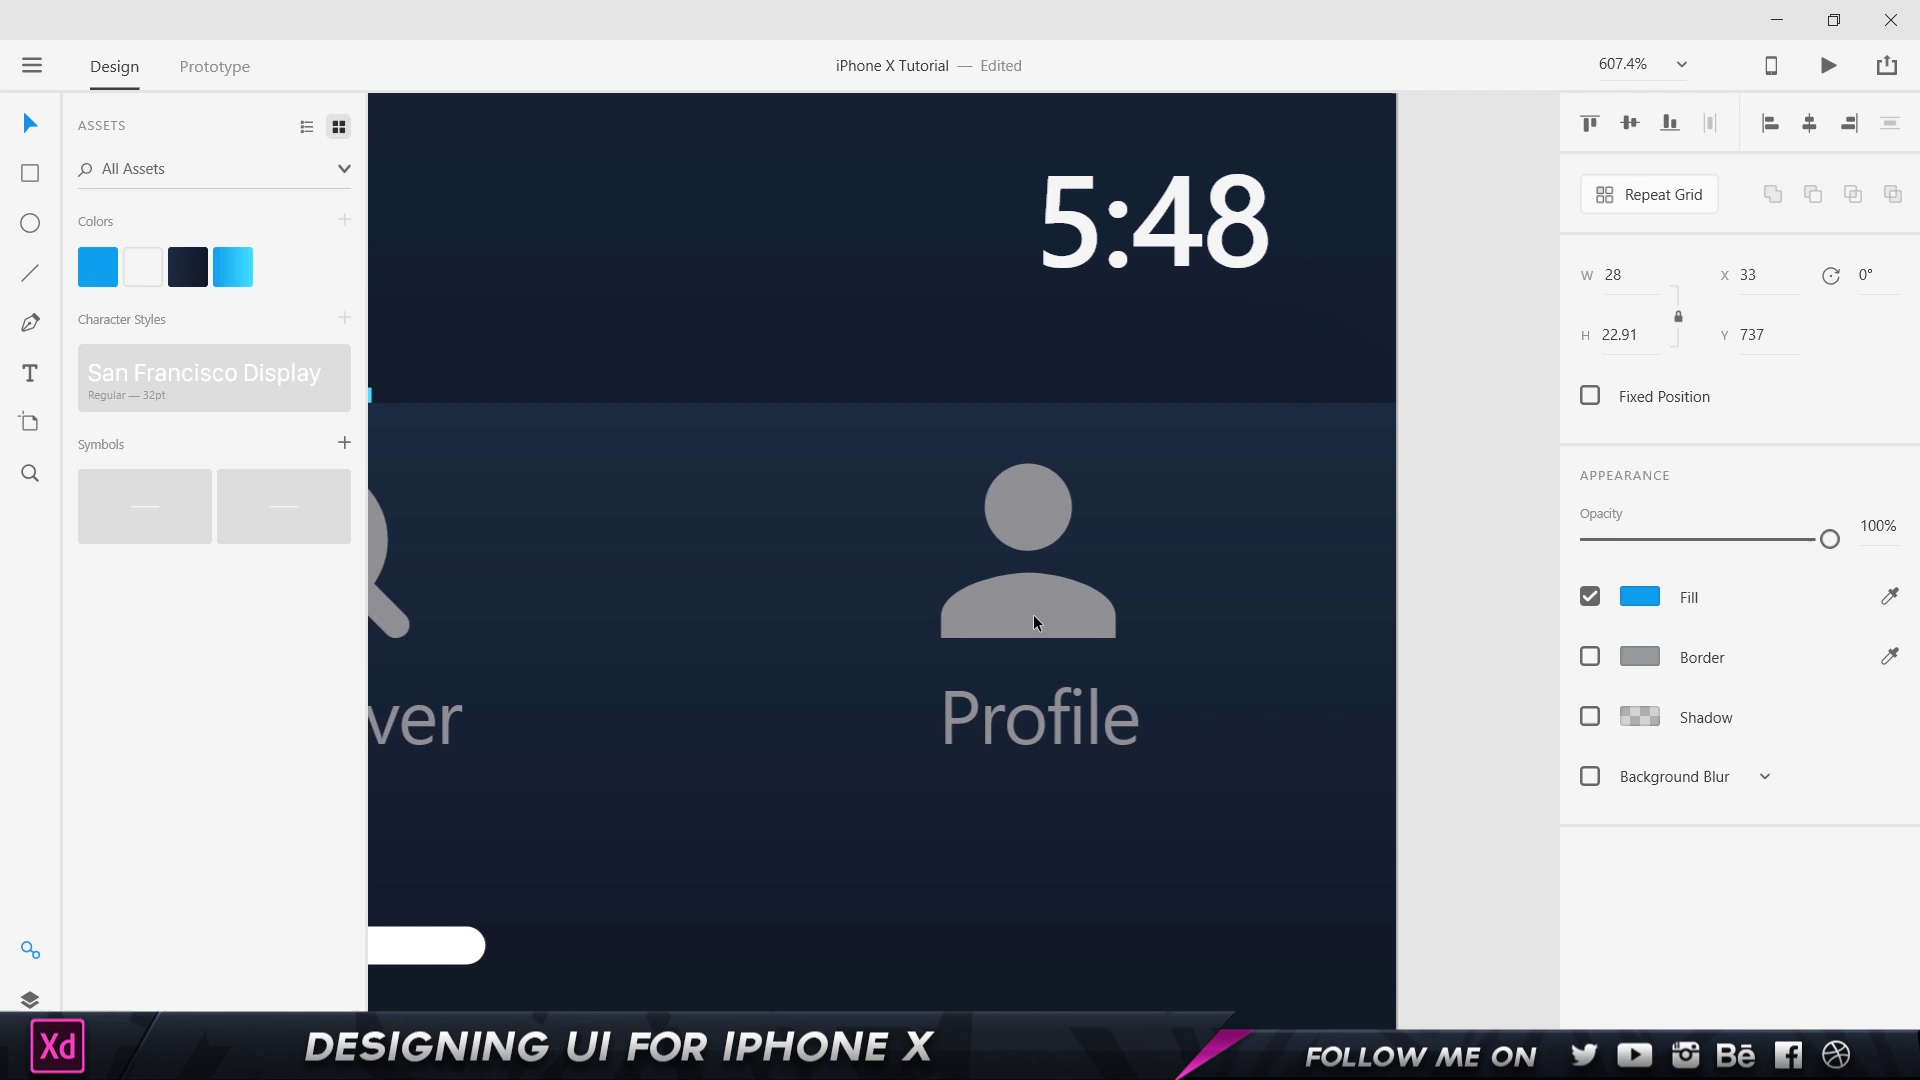 Design
Prototype
iPhone X Tutorial — Edited
607.4%
ASSETS
All Assets
Colors
Character Styles
San Francisco Display
Regular — 32pt
Symbols
5:48
ver
Profile
Repeat Grid
W 28
X 33
0°
H 22.91
Y 737
Fixed Position
APPEARANCE
Opacity
100%
Fill
Border
Shadow
Background Blur
Xd
DESIGNING UI FOR IPHONE X
FOLLOW ME ON
Bē